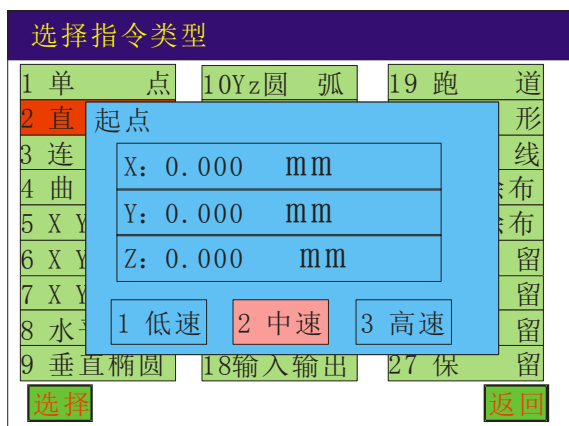 选择指令类型
1 单 点 10Yz圆 弧 19 跑 道
2 直 形
3 连 线
4 曲 布
5 X Y 布
6 X Y 留
7 X Y 留
8 水 留
9 垂直椭圆 18输入输出 27 保 留
起点
X: 0.000 mm
Y: 0.000 mm
Z: 0.000 mm
1 低速 2 中速 3 高速
选择 返回